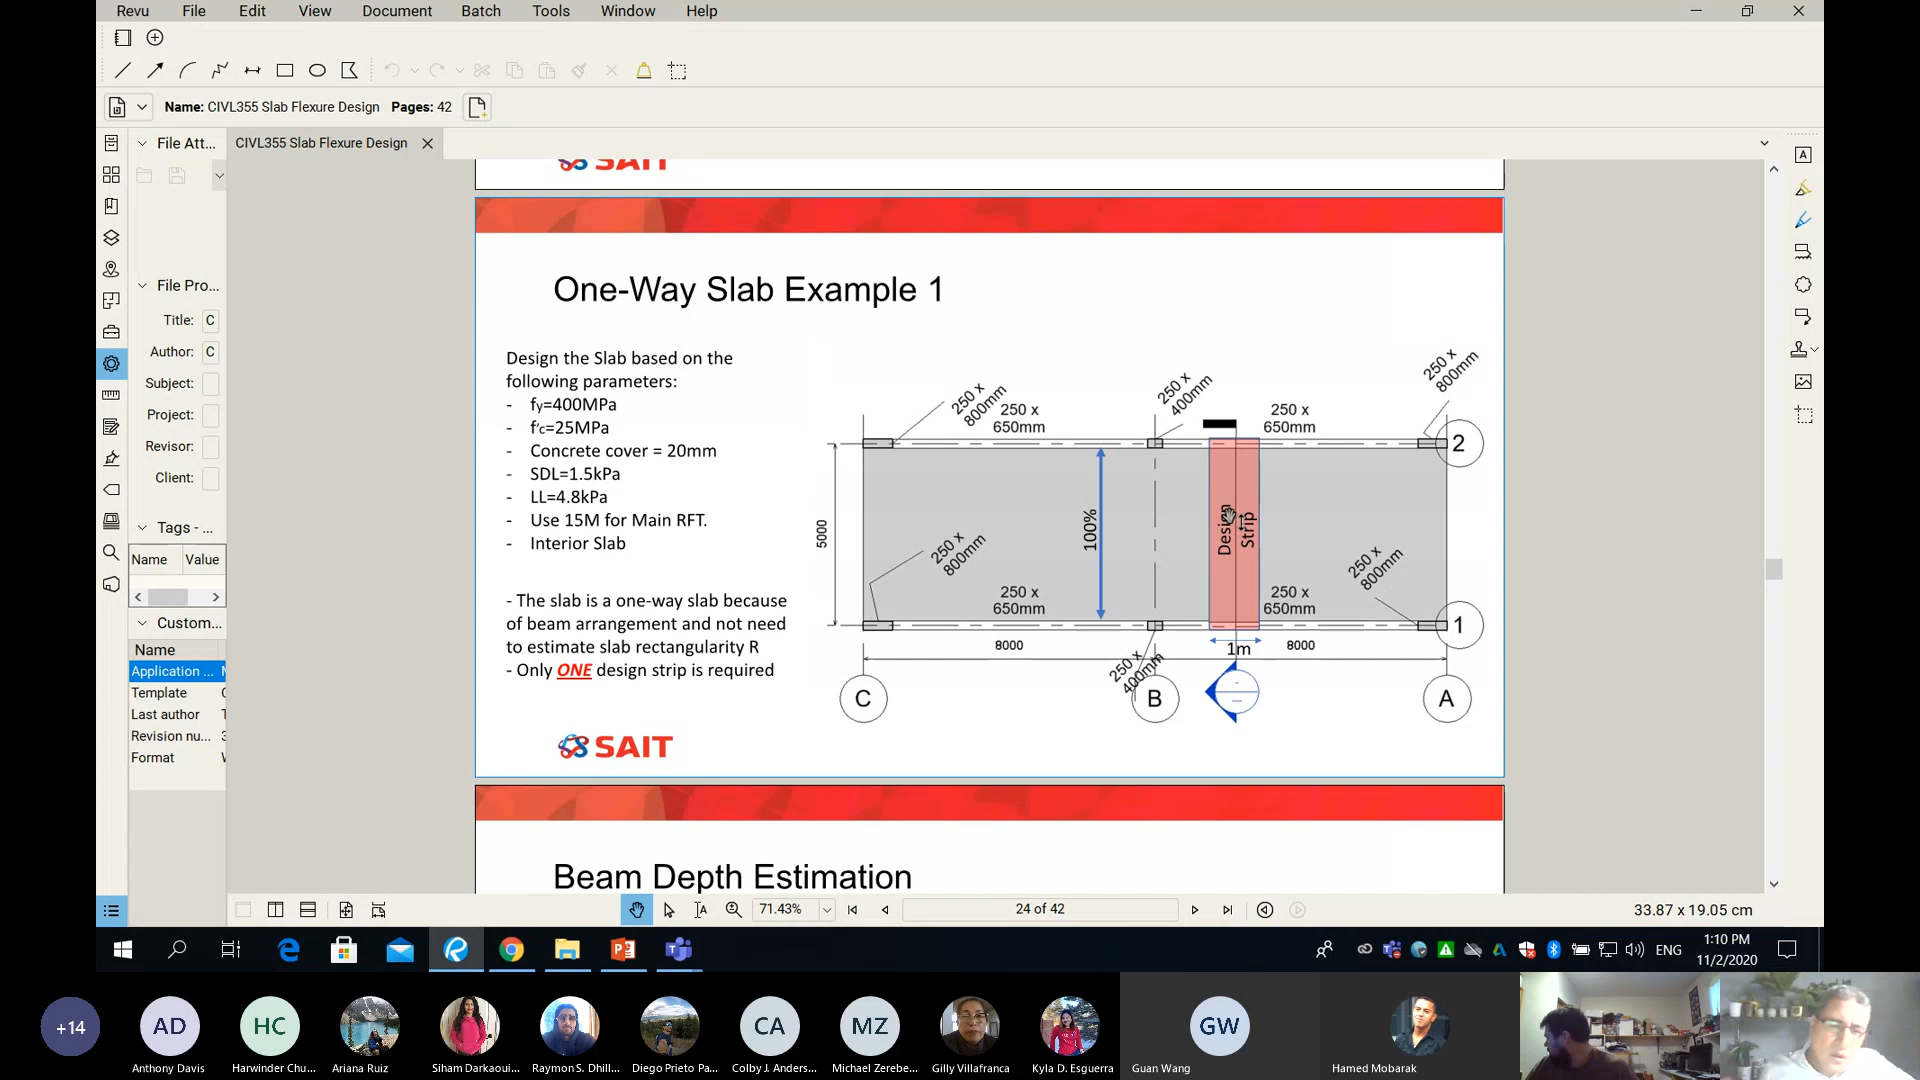 Revu File Edit View Document Batch Tools Window Help
Name: CIVL355 Slab Flexure Design Pages: 42
File Att...
CIVL355 Slab Flexure Design
SAIT
File Pro...
Title: C
Author: C
Subject:
Project:
Revisor:
Client:
Tags - ...
Name Value
Custom...
Name
Application ...
Template
Last author
Revision nu... 3
Format
One-Way Slab Example 1
Design the Slab based on the
following parameters:
- fy=400MPa
- f'c=25MPa
- Concrete cover = 20mm
- SDL=1.5kPa
- LL=4.8kPa
- Use 15M for Main RFT.
- Interior Slab
- The slab is a one-way slab because
of beam arrangement and not need
to estimate slab rectangularity R
- Only ONE design strip is required
250 x
800mm
250 x
650mm
250 x
400mm
250 x
650mm
250 x
800mm
2
5000
100%
Design
Strip
250 x
800mm
250 x
800mm
250 x
650mm
250 x
650mm
1
8000
1m
8000
250 x
400mm
C
B
A
SAIT
Beam Depth Estimation
71.43%
24 of 42
33.87 x 19.05 cm
ENG
1:10 PM
11/2/2020
+14
AD
HC
CA
MZ
GW
Anthony Davis
Harwinder Chu...
Ariana Ruiz
Siham Darkaoui...
Raymon S. Dhill...
Diego Prieto Pa...
Colby J. Anders...
Michael Zerebe...
Gilly Villafranca
Kyla D. Esguerra
Guan Wang
Hamed Mobarak